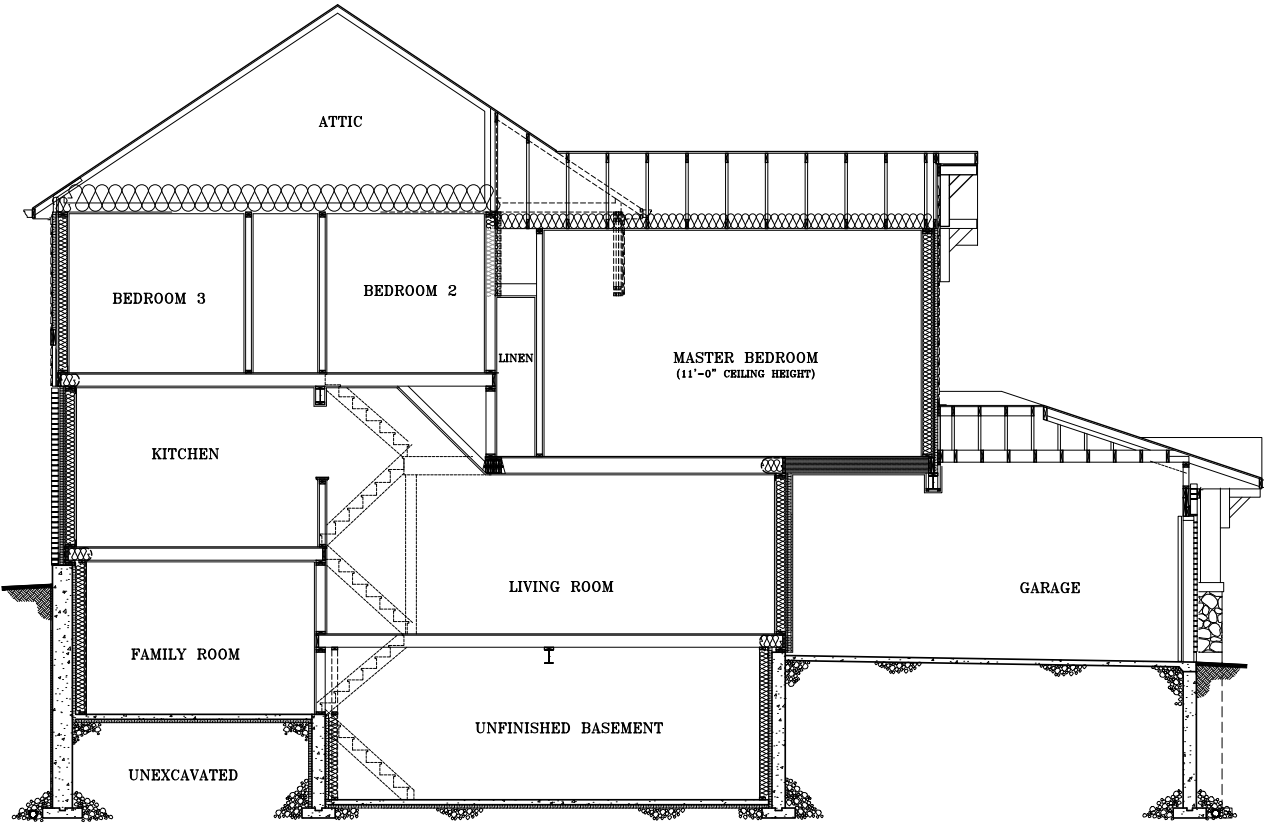 ATTIC
BEDROOM 3
BEDROOM 2
LINEN
MASTER BEDROOM
(11'-0" CEILING HEIGHT)
KITCHEN
LIVING ROOM
GARAGE
FAMILY ROOM
UNFINISHED BASEMENT
UNEXCAVATED